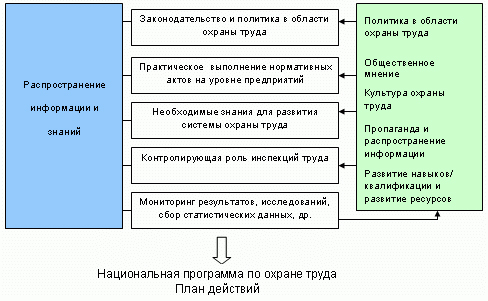 Распространение
информации и
знаний
Законодательство и политика в области
охраны труда
Практическое выполнение нормативных
актов на уровне предприятий
Необходимые знания для развития
системы охраны труда
Контролирующая роль инспекций труда
Мониторинг результатов, исследований,
сбор статистических данных, др.
Политика в области
охраны труда
Общественное
мнение
Культура охраны
труда
Пропаганда и
распространение
информации
Развитие навыков/
квалификации и
развитие ресурсов
Национальная программа по охране труда
План действий